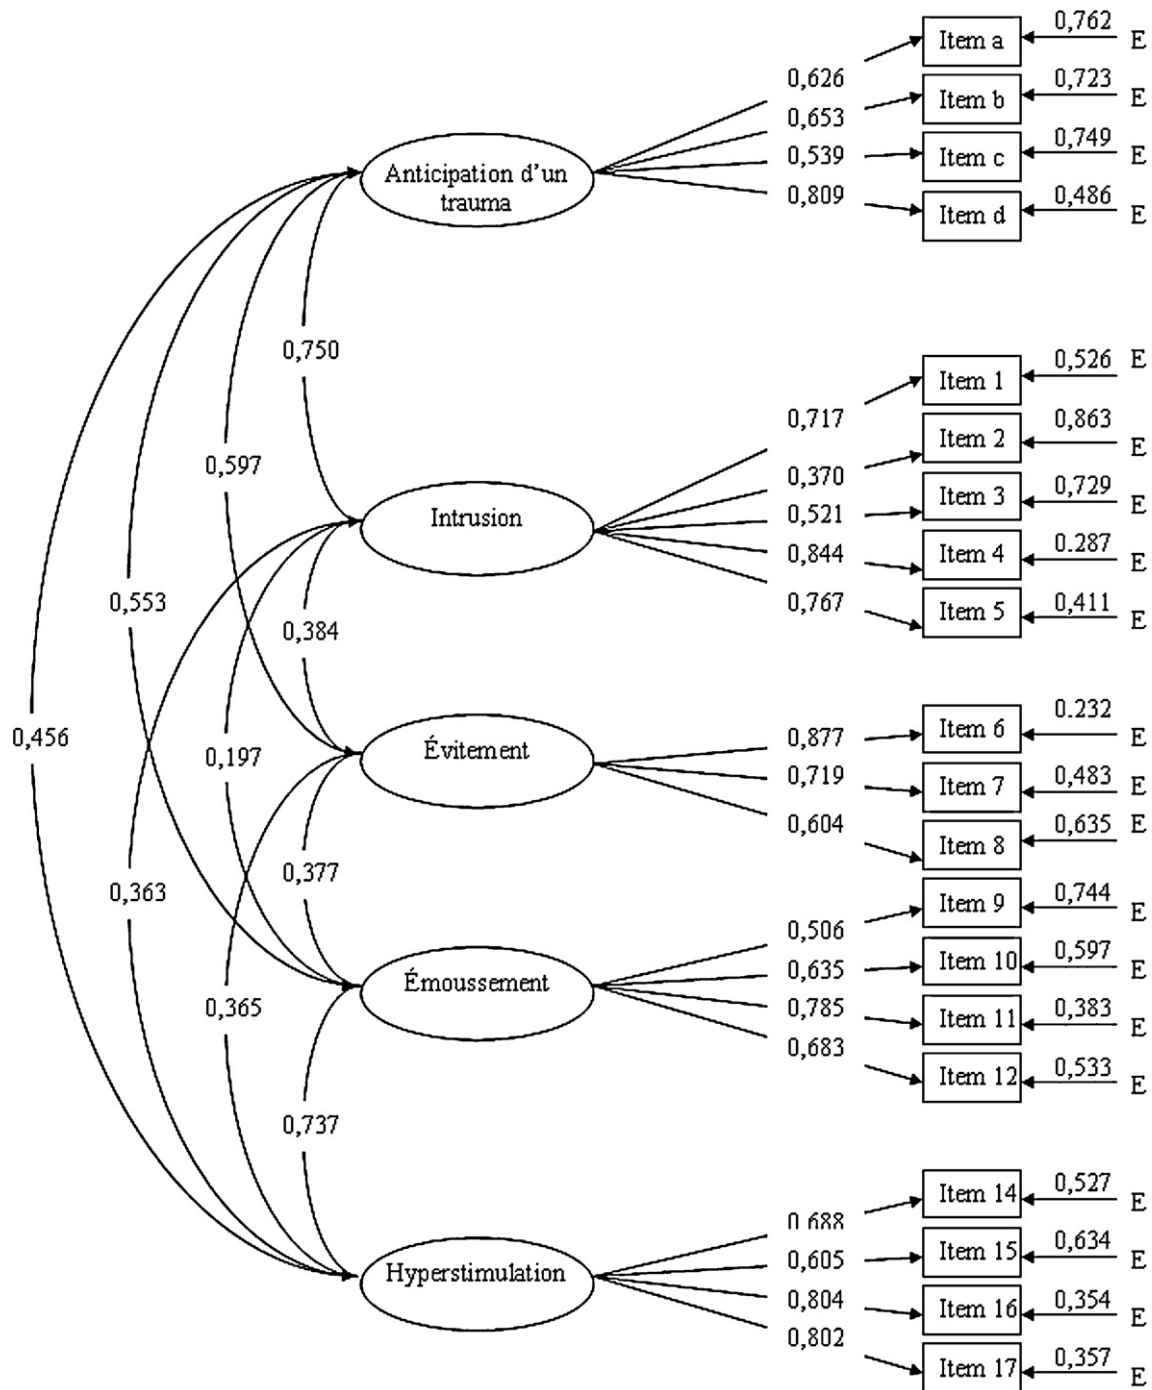 0,762
Item a
E
0,626
0,723
Item b
E
0,653
0,749
Item c
E
0,539
0,486
Item d
E
0,809
Anticipation d'un
trauma
0,750
0,597
0,553
0,456
0,526
Item 1
E
0,717
0,863
Item 2
E
0,370
0,729
Item 3
E
0,521
0.287
Item 4
E
0,844
0,411
Item 5
E
0,767
Intrusion
0,384
0,197
0,363
0.232
Item 6
E
0,877
0,483
Item 7
E
0,719
0,635
Item 8
E
0,604
Évitement
0,377
0,365
0,744
Item 9
E
0,506
0,597
Item 10
E
0,635
0,383
Item 11
E
0,785
0,533
Item 12
E
0,683
Émoussement
0,737
0,527
Item 14
E
0,688
0,634
Item 15
E
0,605
0,354
Item 16
E
0,804
0,357
Item 17
E
0,802
Hyperstimulation